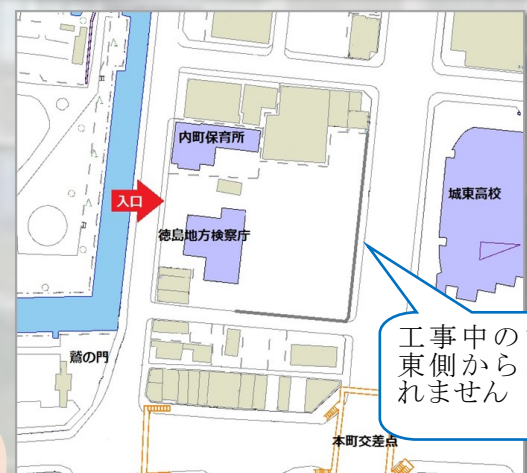 内町保育所
城東高校
入口
徳島地方検察庁
工事中の
東側から
れません
鷲の門
本町交差点